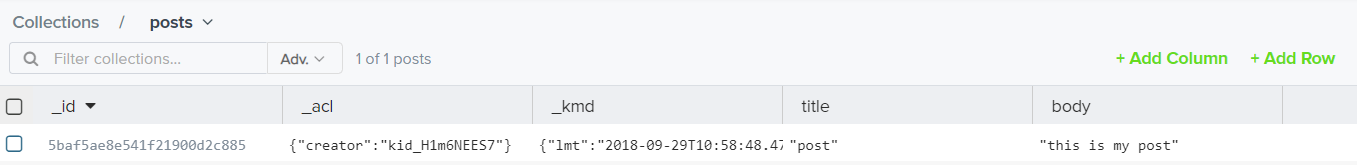 Collections / posts
Filter collections... Adv. 1 of 1 posts + Add Column + Add Row
_id _acl _kmd title body
5baf5ae8e541f21900d2c885 {"creator":"kid_H1m6NEES7"} {"lmt":"2018-09-29T10:58:48.47 "post" "this is my post"